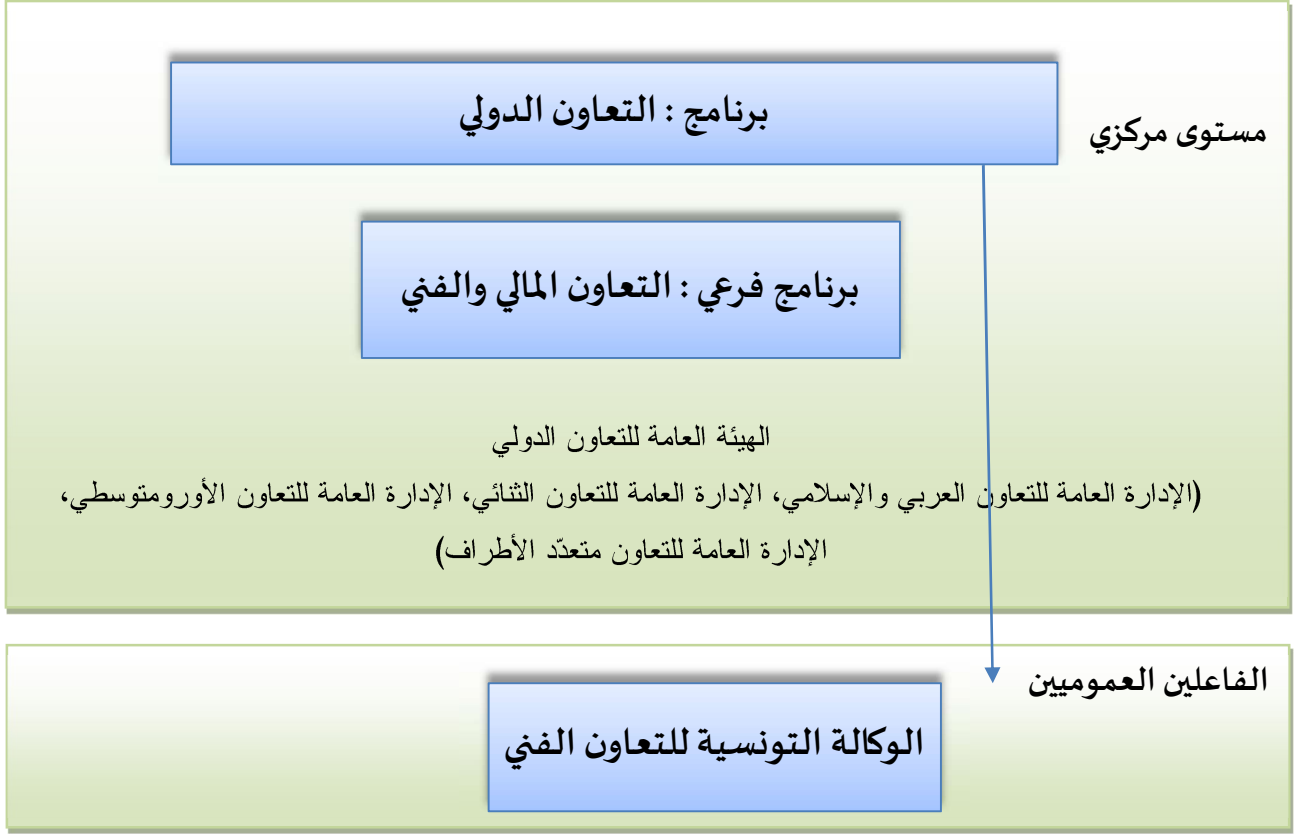 برنامج : التعاون الدولي
مستوى مركزي
برنامج فرعي : التعاون المالي والفني
الهيئة العامة للتعاون الدولي
(الإدارة العامة للتعاون العربي والإسلامي، الإدارة العامة للتعاون الثنائي، الإدارة العامة للتعاون الأورومتوسطي،
الإدارة العامة للتعاون متعدّد الأطراف)
الفاعلين العموميين
الوكالة التونسية للتعاون الفني